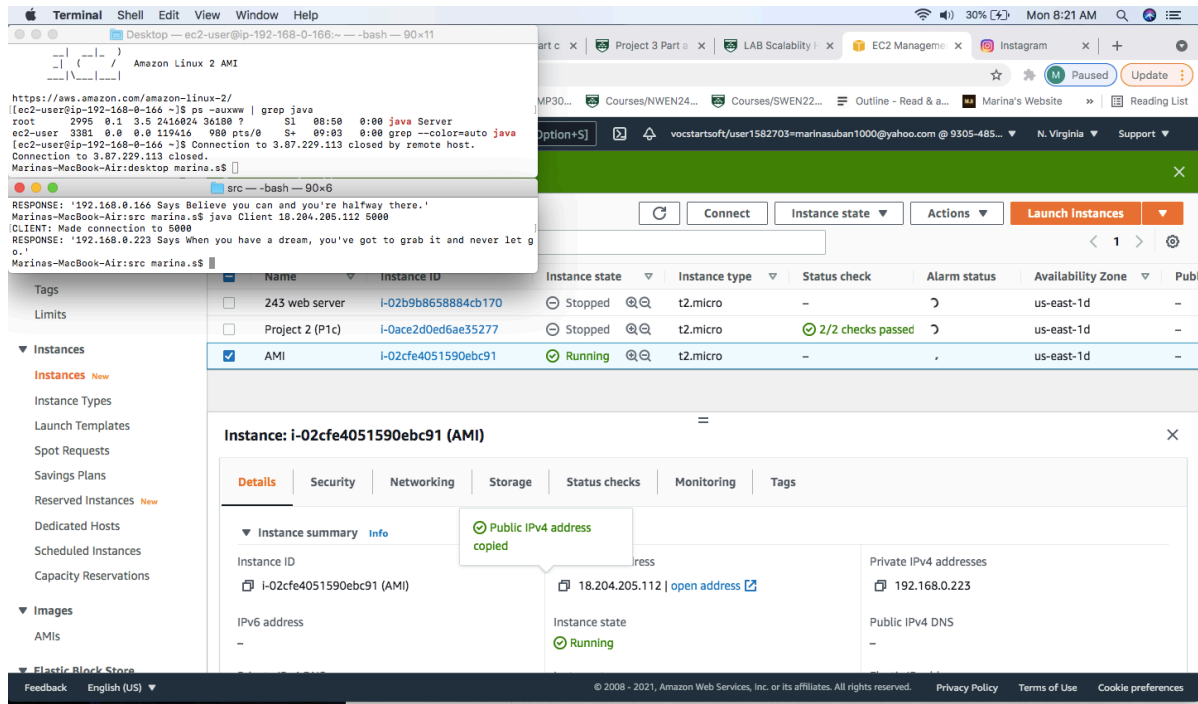 Terminal Shell Edit View Window Help 30% Mon 8:21 AM
Desktop — ec2-user@ip-192-168-0-166:~ — -bash — 90×11
__| __|_ )
_| ( / Amazon Linux 2 AMI
___|\___|___|
https://aws.amazon.com/amazon-linux-2/
[[ec2-user@ip-192-168-0-166 ~]$ ps -auxww | grep java
root 2995 0.1 3.5 2416024 36180 ? Sl 08:50 0:00 java Server
ec2-user 3381 0.0 0.0 119416 980 pts/0 S+ 09:03 0:00 grep --color=auto java
[ec2-user@ip-192-168-0-166 ~]$ Connection to 3.87.229.113 closed by remote host.
Connection to 3.87.229.113 closed.
Marinas-MacBook-Air:desktop marina.s$
src — -bash — 90×6
RESPONSE: '192.168.0.166 Says Believe you can and you're halfway there.'
Marinas-MacBook-Air:src marina.s$ java Client 18.204.205.112 5000
[CLIENT: Made connection to 5000
RESPONSE: '192.168.0.223 Says When you have a dream, you've got to grab it and never let g
o.'
Marinas-MacBook-Air:src marina.s$
art c × Project 3 Part a × LAB Scalability H × EC2 Manageme × Instagram × +
M Paused Update
MP30... Courses/NWEN24... Courses/SWEN22... Outline - Read & a... Marina's Website » Reading List
Option+S] vocstartsoft/user1582703=marinasuban1000@yahoo.com @ 9305-485... ▼ N. Virginia ▼ Support ▼
Connect Instance state ▼ Actions ▼ Launch instances ▼
< 1 >
Name Instance ID Instance state Instance type Status check Alarm status Availability Zone Publ
243 web server i-02b9b8658884cb170 Stopped t2.micro – us-east-1d –
Project 2 (P1c) i-0ace2d0ed6ae35277 Stopped t2.micro 2/2 checks passed us-east-1d –
AMI i-02cfe4051590ebc91 Running t2.micro – us-east-1d –
Tags
Limits
▼ Instances
Instances New
Instance Types
Launch Templates
Spot Requests
Savings Plans
Reserved Instances New
Dedicated Hosts
Scheduled Instances
Capacity Reservations
▼ Images
AMIs
▼ Elastic Block Store
Instance: i-02cfe4051590ebc91 (AMI)
Details Security Networking Storage Status checks Monitoring Tags
▼ Instance summary Info
Public IPv4 address
copied
Instance ID
i-02cfe4051590ebc91 (AMI)
18.204.205.112 | open address
Private IPv4 addresses
192.168.0.223
IPv6 address
–
Instance state
Running
Public IPv4 DNS
–
Feedback English (US) ▼ © 2008 - 2021, Amazon Web Services, Inc. or its affiliates. All rights reserved. Privacy Policy Terms of Use Cookie preferences